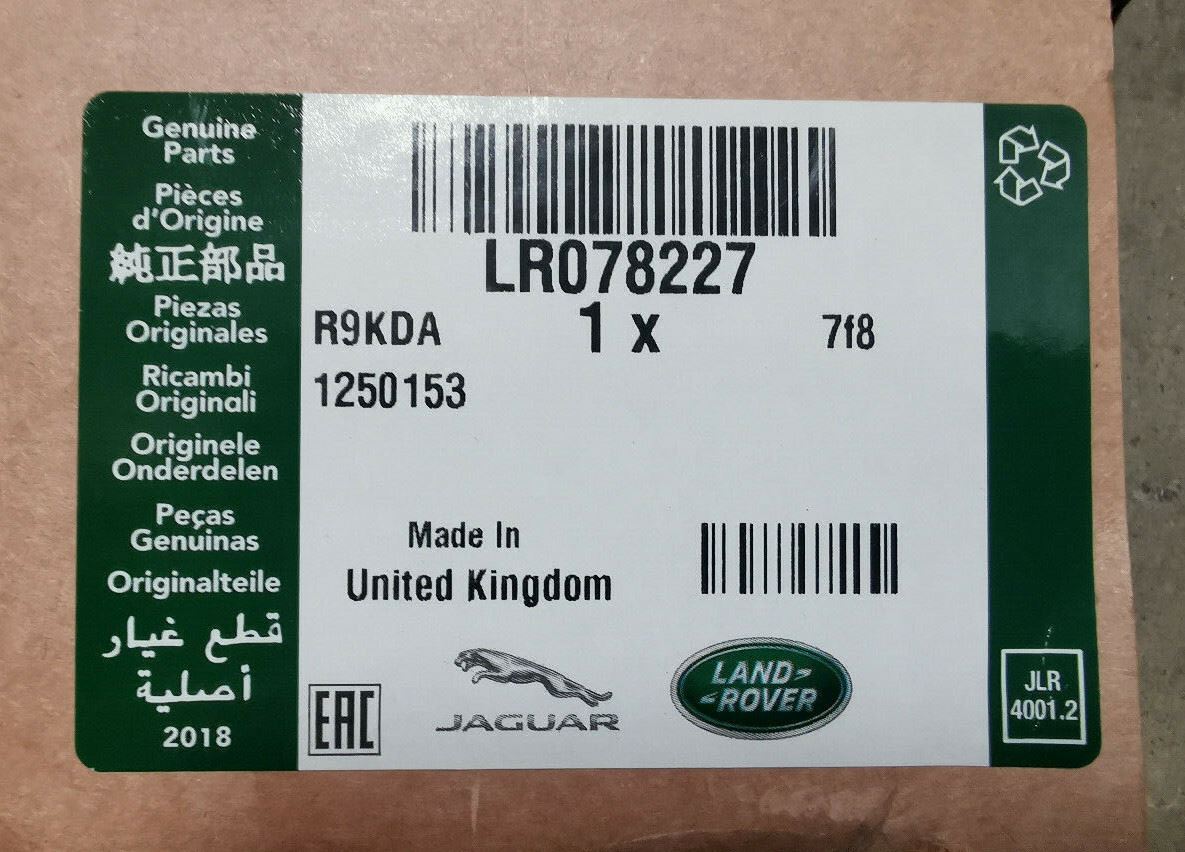 Genuine
Parts
Pièces
d'Origine
純正部品
Piezas
Originales
Ricambi
Originali
Originele
Onderdelen
Peças
Genuinas
Originalteile
قطع غيار
أصلية
2018
LR078227
R9KDA 1 x 7f8
1250153
Made In
United Kingdom
EAC
JAGUAR
LAND
ROVER
JLR
4001.2